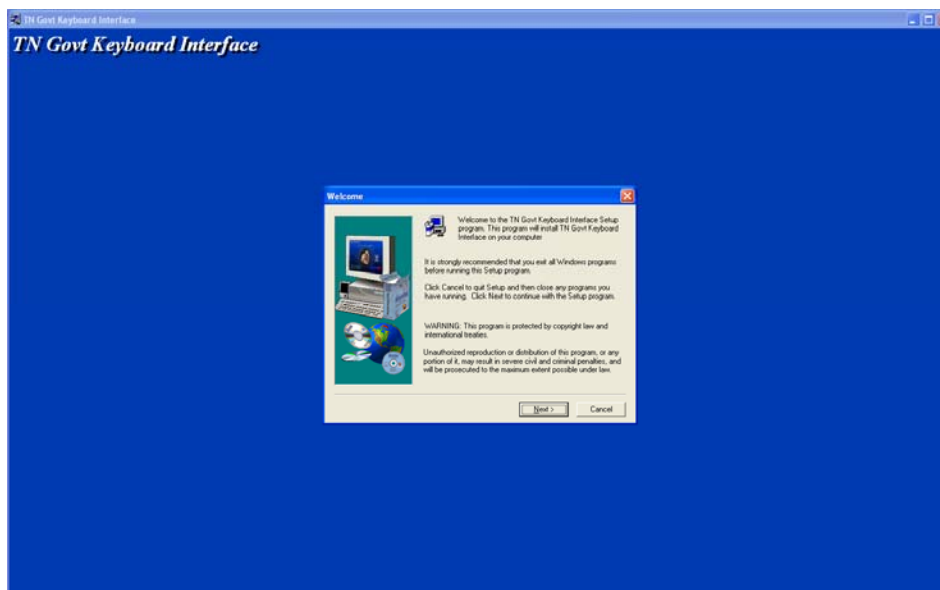 TN Govt Keyboard Interface
TN Govt Keyboard Interface
Welcome
Welcome to the TN Govt Keyboard Interface Setup
program. This program will install TN Govt Keyboard
Interface on your computer
It is strongly recommended that you exit all Windows programs
before running this Setup program.
Click Cancel to quit Setup and then close any programs you
have running. Click Next to continue with the Setup program.
WARNING: This program is protected by copyright law and
international treaties.
Unauthorized reproduction or distribution of this program, or any
portion of it, may result in severe civil and criminal penalties, and
will be prosecuted to the maximum extent possible under law.
Next >
Cancel